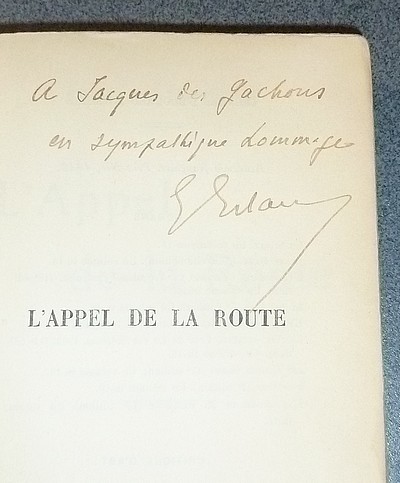 A Jacques des Gachons
en sympathique hommage
L'APPEL DE LA ROUTE